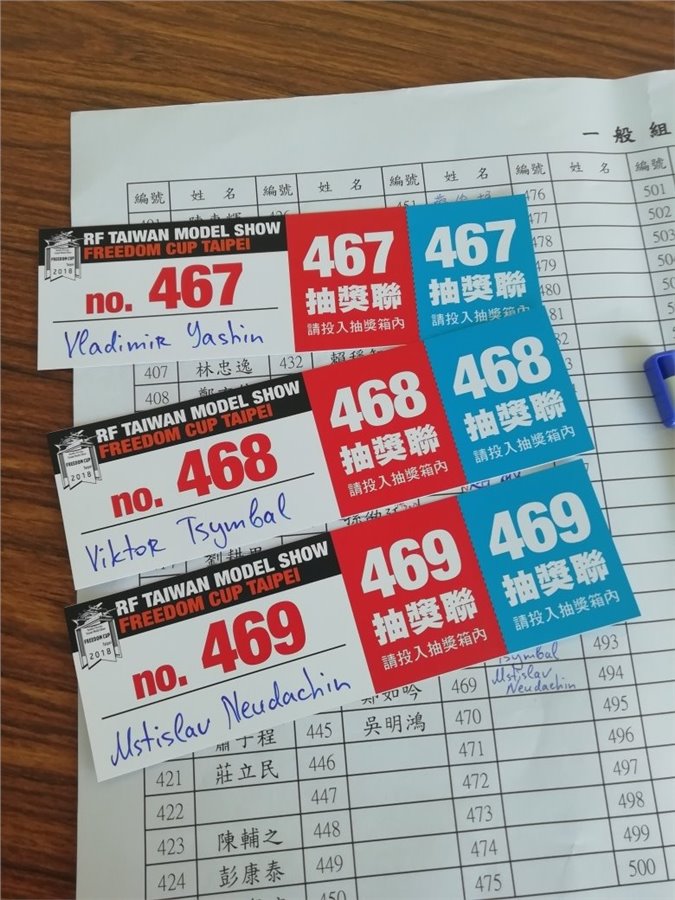 一般組
編號 姓名 編號 姓名 編號 姓名 編號 姓名 編號
476 501
477 502
478 503
479 504
RF TAIWAN MODEL SHOW
FREEDOM CUP TAIPEI
FREEDOM CUP
2018
no. 467
Vladimir Yashin
467
抽獎聯
請投入抽獎箱內
467
抽獎聯
請投入抽獎箱內
407 林忠逸 432
408
RF TAIWAN MODEL SHOW
FREEDOM CUP TAIPEI
FREEDOM CUP
2018
no. 468
Viktor Tsymbal
468
抽獎聯
請投入抽獎箱內
468
抽獎聯
請投入抽獎箱內
RF TAIWAN MODEL SHOW
FREEDOM CUP TAIPEI
FREEDOM CUP
2018
no. 469
Mstislav Neudachin
469
抽獎聯
請投入抽獎箱內
469
抽獎聯
請投入抽獎箱內
Tsymbal 493
469 Mstislav Neudachin 494
445 吳明鴻 470 495
421 莊立民 446 471 496
422 447 472 497
423 陳輔之 448 473 498
424 彭康泰 449 474 499
450 475 500